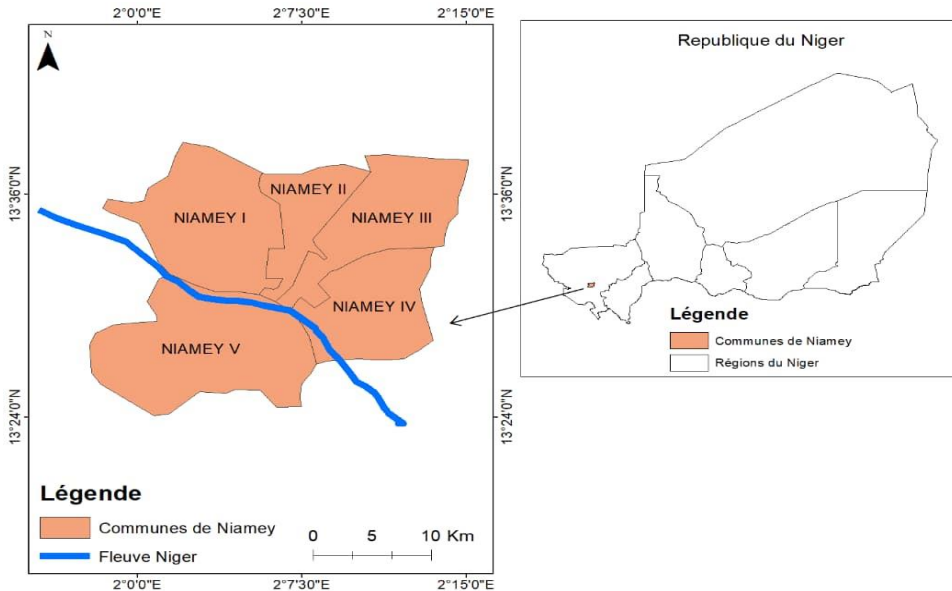 2°0'0"E 2°7'30"E 2°15'0"E
N
13°36'0"N
13°24'0"N
NIAMEY I
NIAMEY II
NIAMEY III
NIAMEY IV
NIAMEY V
13°36'0"N
13°24'0"N
Légende
Communes de Niamey
Fleuve Niger
0 5 10 Km
2°0'0"E 2°7'30"E 2°15'0"E
Republique du Niger
Légende
Communes de Niamey
Régions du Niger